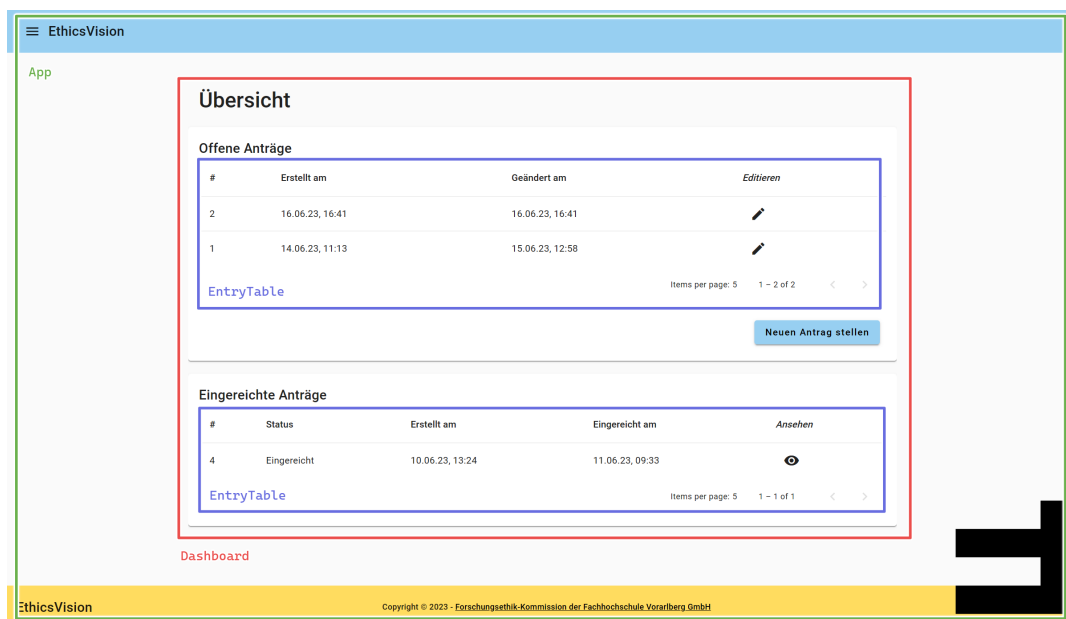 EthicsVision
App
Übersicht
Offene Anträge
# Erstellt am Geändert am Editieren
2 16.06.23, 16:41 16.06.23, 16:41
1 14.06.23, 11:13 15.06.23, 12:58
Items per page: 5 1 – 2 of 2
EntryTable
Neuen Antrag stellen
Eingereichte Anträge
# Status Erstellt am Eingereicht am Ansehen
4 Eingereicht 10.06.23, 13:24 11.06.23, 09:33
EntryTable Items per page: 5 1 – 1 of 1
Dashboard
EthicsVision Copyright © 2023 - Forschungsethik-Kommission der Fachhochschule Vorarlberg GmbH